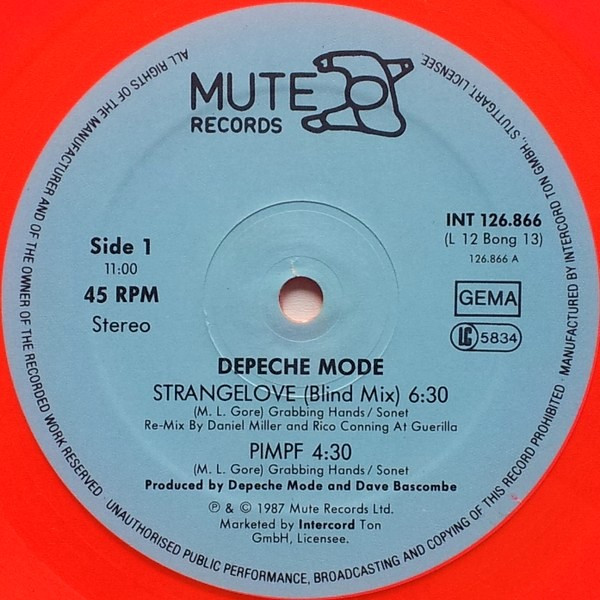 MUTE
RECORDS
Side 1
11:00
45 RPM
Stereo
INT 126.866
(L 12 Bong 13)
126.866 A
GEMA
LC 5834
DEPECHE MODE
STRANGELOVE (Blind Mix) 6:30
(M. L. Gore) Grabbing Hands / Sonet
Re-Mix By Daniel Miller and Rico Conning At Guerilla
PIMPF 4:30
(M. L. Gore) Grabbing Hands / Sonet
Produced by Depeche Mode and Dave Bascombe
℗ & © 1987 Mute Records Ltd.
Marketed by Intercord Ton
GmbH, Licensee.
ALL RIGHTS OF THE MANUFACTURER AND OF THE OWNER OF THE RECORDED WORK RESERVED · UNAUTHORISED PUBLIC PERFORMANCE, BROADCASTING AND COPYING OF THIS RECORD PROHIBITED · MANUFACTURED BY INTERCORD TON GMBH, STUTTGART, LICENSEE.